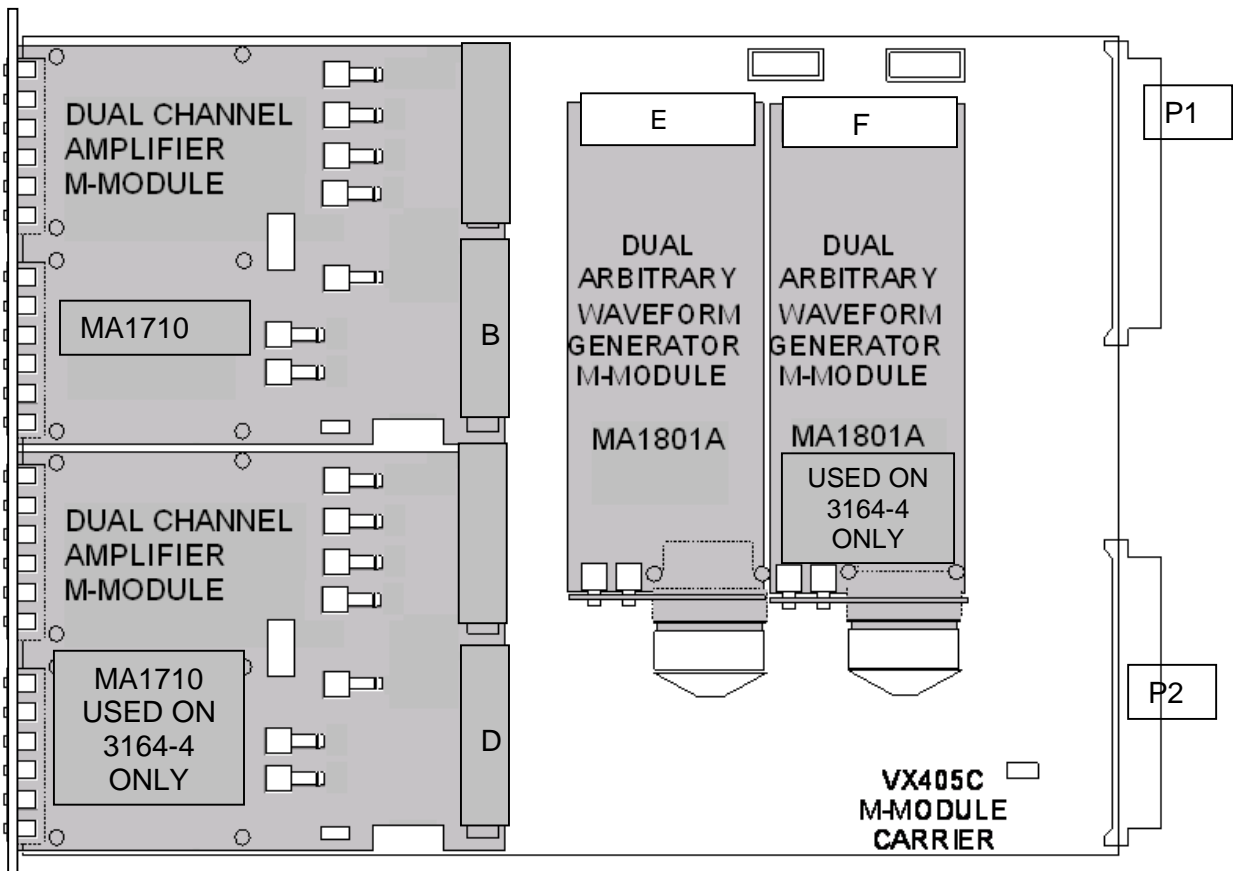 DUAL CHANNEL
AMPLIFIER
M-MODULE
MA1710
B
DUAL CHANNEL
AMPLIFIER
M-MODULE
MA1710
USED ON
3164-4
ONLY
D
E
DUAL
ARBITRARY
WAVEFORM
GENERATOR
M-MODULE
MA1801A
F
DUAL
ARBITRARY
WAVEFORM
GENERATOR
M-MODULE
MA1801A
USED ON
3164-4
ONLY
P1
P2
VX405C
M-MODULE
CARRIER